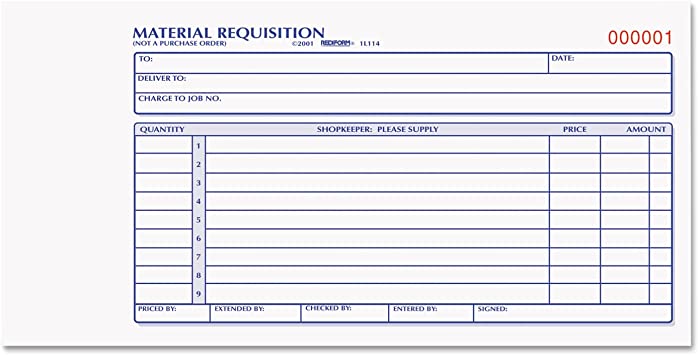 MATERIAL REQUISITION
000001
(NOT A PURCHASE ORDER) ©2001 REDIFORM® 1L114
TO: DATE:
DELIVER TO:
CHARGE TO JOB NO.
QUANTITY SHOPKEEPER: PLEASE SUPPLY PRICE AMOUNT
1
2
3
4
5
6
7
8
9
PRICED BY: EXTENDED BY: CHECKED BY: ENTERED BY: SIGNED: